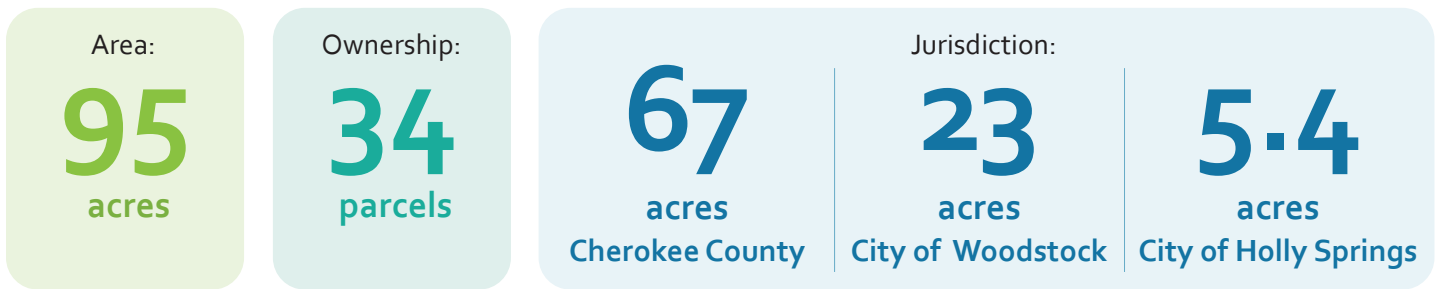 Area:
95
acres
Ownership:
34
parcels
Jurisdiction:
67
acres
Cherokee County
23
acres
City of Woodstock
5.4
acres
City of Holly Springs